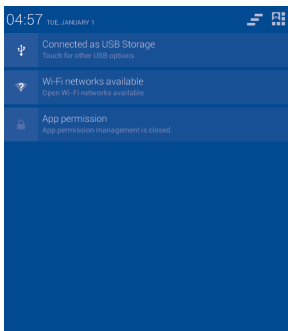 04:57 TUE, JANUARY 1
Connected as USB Storage
Touch for other USB options.
Wi-Fi networks available
Open Wi-Fi networks available
App permission
App permission management is closed.